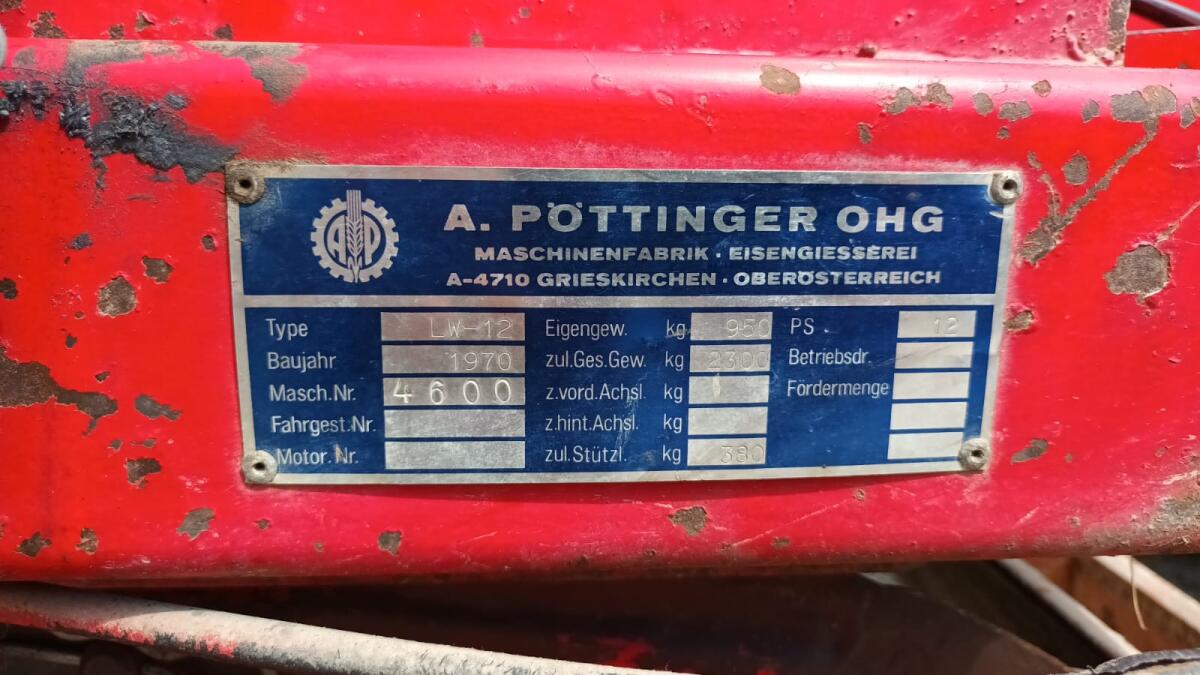 AP
A. PÖTTINGER OHG
MASCHINENFABRIK · EISENGIESSEREI
A-4710 GRIESKIRCHEN · OBERÖSTERREICH
Type LW-12 Eigengew. kg 950 PS 12
Baujahr 1970 zul.Ges.Gew. kg 2300 Betriebsdr.
Masch.Nr. 4600 z.vord.Achsl. kg Fördermenge
Fahrgest.Nr. z.hint.Achsl. kg
Motor.Nr. zul.Stützl. kg 380